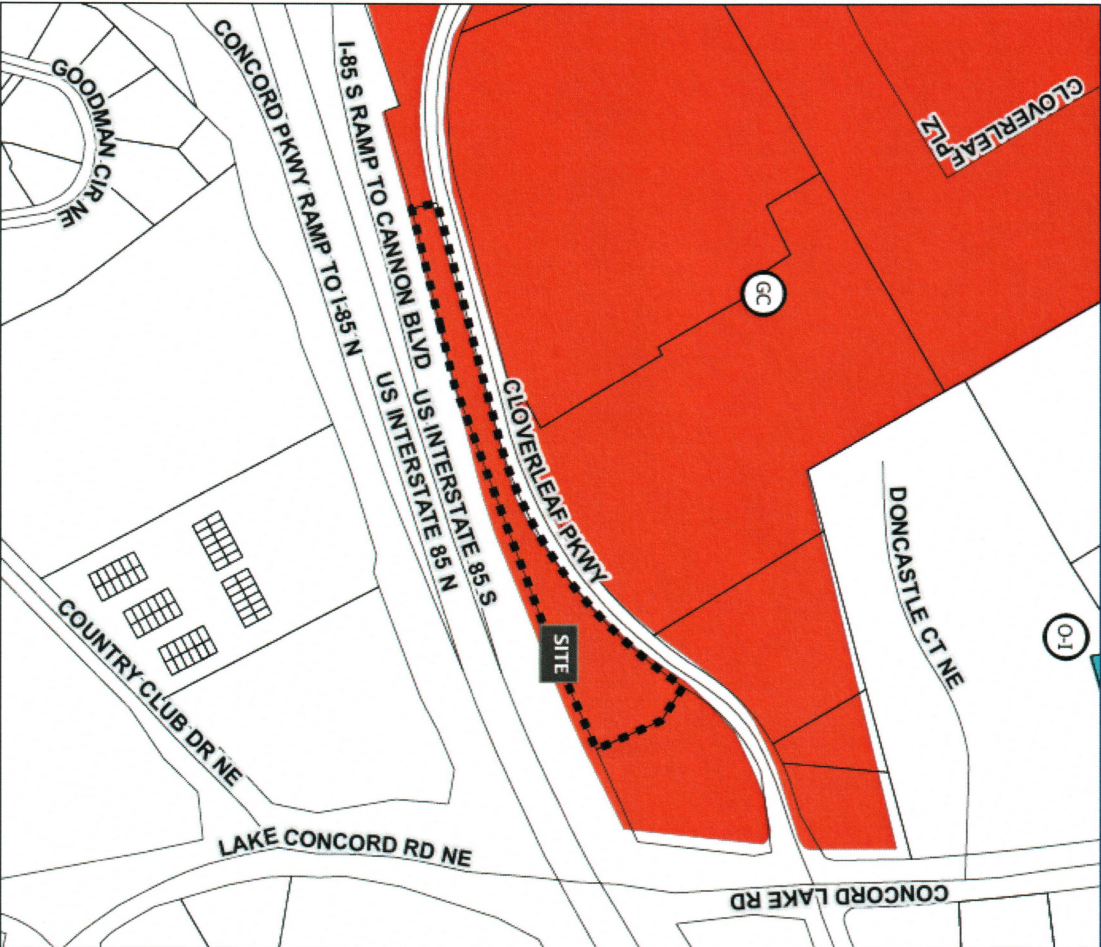 CONCORD PKWY RAMP TO I-85 N
I-85 S RAMP TO CANNON BLVD
GOODMAN CIR NE
CLOVERLEAF PLZ
GC
US INTERSTATE 85 S
US INTERSTATE 85 N
CLOVERLEAF PKWY
DONCASTLE CT NE
O-I
SITE
COUNTRY CLUB DR NE
LAKE CONCORD RD NE
CONCORD LAKE RD